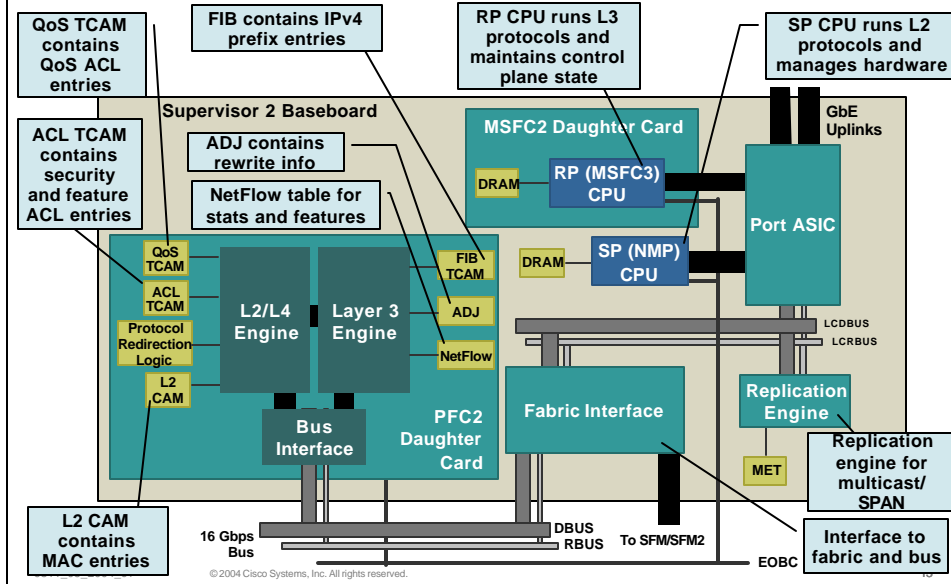 QoS TCAM
contains
QoS ACL
entries
FIB contains IPv4
prefix entries
RP CPU runs L3
protocols and
maintains control
plane state
SP CPU runs L2
protocols and
manages hardware
Supervisor 2 Baseboard
ACL TCAM
contains
security
and feature
ACL entries
ADJ contains
rewrite info
NetFlow table for
stats and features
MSFC2 Daughter Card
DRAM
RP (MSFC3)
CPU
GbE
Uplinks
Port ASIC
DRAM
SP (NMP)
CPU
QoS
TCAM
ACL
TCAM
Protocol
Redirection
Logic
L2
CAM
L2/L4
Engine
Layer 3
Engine
FIB
TCAM
ADJ
NetFlow
Bus
Interface
PFC2
Daughter
Card
LCDBUS
LCRBUS
Fabric Interface
Replication
Engine
MET
Replication
engine for
multicast/
SPAN
L2 CAM
contains
MAC entries
16 Gbps
Bus
DBUS
RBUS
To SFM/SFM2
EOBC
Interface to
fabric and bus
© 2004 Cisco Systems, Inc. All rights reserved.